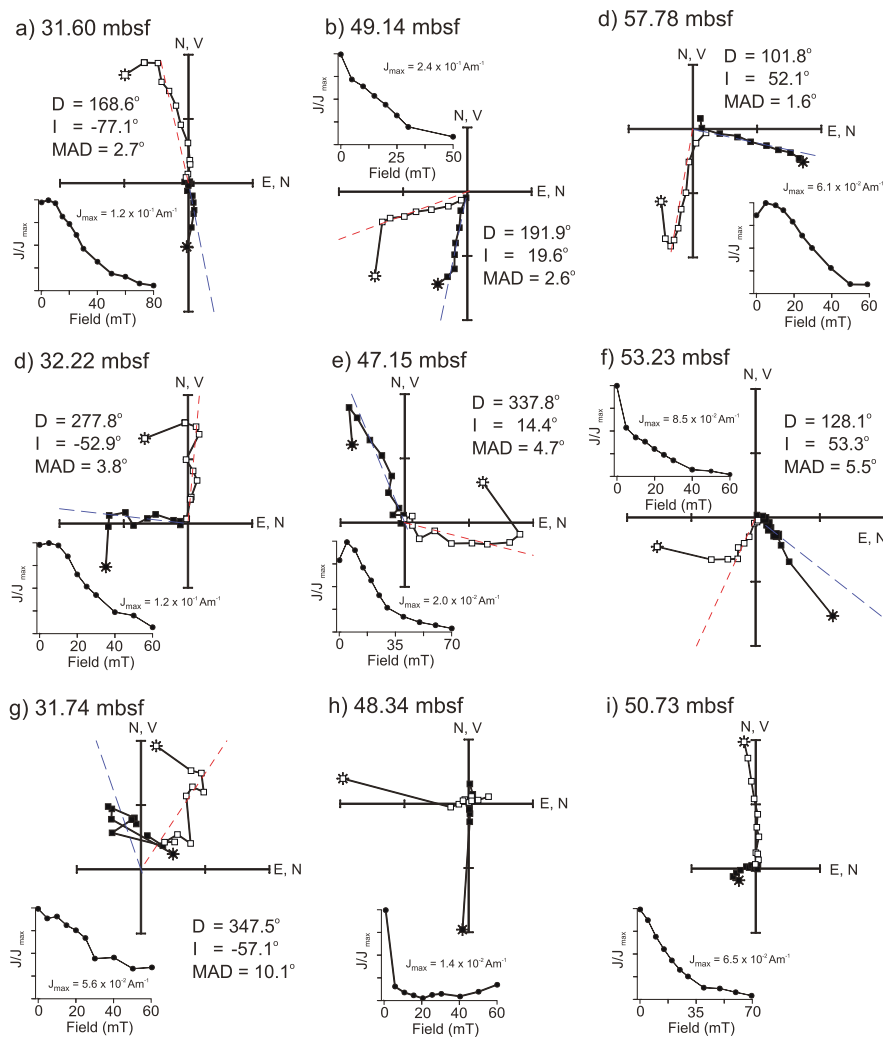 a) 31.60 mbsf
N, V
D = 168.6°
I = -77.1°
MAD = 2.7°
E, N
J/J max
Jmax = 1.2 x 10⁻¹ Am⁻¹
0 40 80
Field (mT)
b) 49.14 mbsf
J/J max
Jmax = 2.4 x 10⁻¹ Am⁻¹
0 25 50
Field (mT)
N, V
E, N
D = 191.9°
I = 19.6°
MAD = 2.6°
d) 57.78 mbsf
N, V
D = 101.8°
I = 52.1°
MAD = 1.6°
E, N
Jmax = 6.1 x 10⁻² Am⁻¹
J/J max
0 20 40 60
Field (mT)
d) 32.22 mbsf
N, V
D = 277.8°
I = -52.9°
MAD = 3.8°
E, N
J/J max
Jmax = 1.2 x 10⁻¹ Am⁻¹
0 20 40 60
Field (mT)
e) 47.15 mbsf
N, V
D = 337.8°
I = 14.4°
MAD = 4.7°
E, N
J/J max
Jmax = 2.0 x 10⁻² Am⁻¹
0 35 70
Field (mT)
f) 53.23 mbsf
J/J max
Jmax = 8.5 x 10⁻² Am⁻¹
0 20 40 60
Field (mT)
N, V
D = 128.1°
I = 53.3°
MAD = 5.5°
E, N
g) 31.74 mbsf
N, V
E, N
J/J max
Jmax = 5.6 x 10⁻² Am⁻¹
0 20 40 60
Field (mT)
D = 347.5°
I = -57.1°
MAD = 10.1°
h) 48.34 mbsf
N, V
E, N
J/J max
Jmax = 1.4 x 10⁻² Am⁻¹
0 20 40 60
Field (mT)
i) 50.73 mbsf
N, V
E, N
J/J max
Jmax = 6.5 x 10⁻² Am⁻¹
0 35 70
Field (mT)